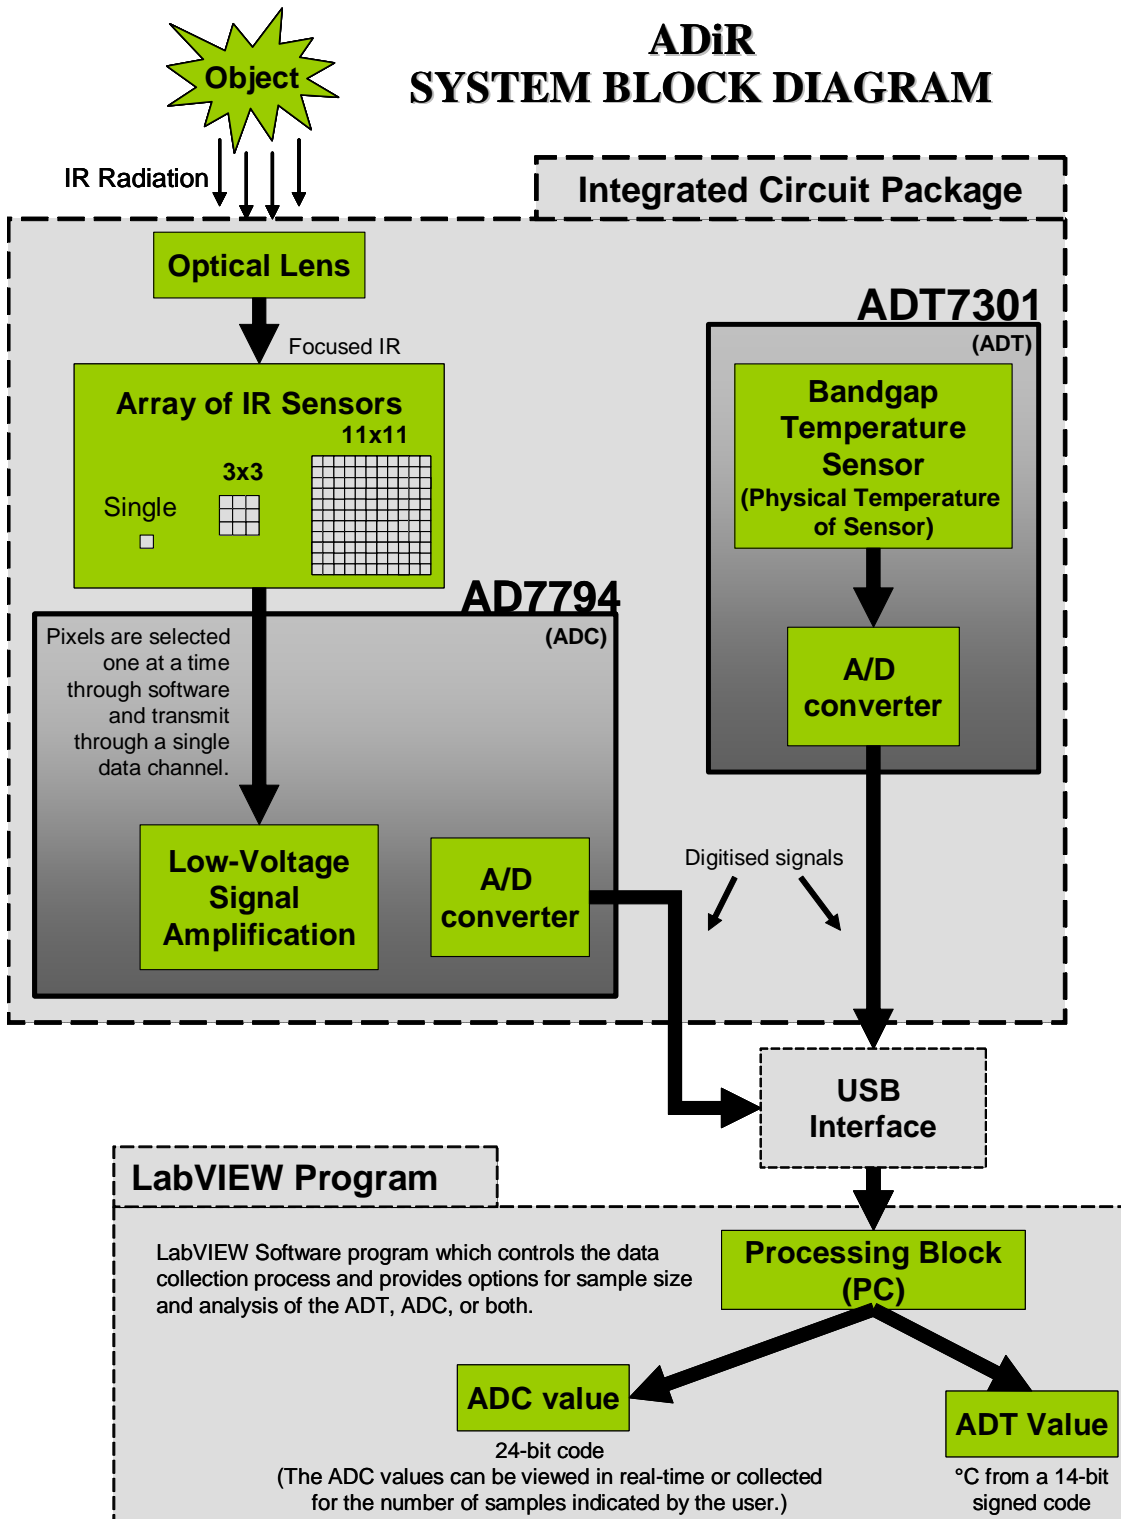 ADiR
SYSTEM BLOCK DIAGRAM
Object
IR Radiation
Integrated Circuit Package
Optical Lens
Focused IR
Array of IR Sensors
11x11
3x3
Single
ADT7301
(ADT)
Bandgap
Temperature
Sensor
(Physical Temperature
of Sensor)
A/D
converter
AD7794
(ADC)
Pixels are selected
one at a time
through software
and transmit
through a single
data channel.
Low-Voltage
Signal
Amplification
A/D
converter
Digitised signals
USB
Interface
LabVIEW Program
LabVIEW Software program which controls the data
collection process and provides options for sample size
and analysis of the ADT, ADC, or both.
Processing Block
(PC)
ADC value
24-bit code
(The ADC values can be viewed in real-time or collected
for the number of samples indicated by the user.)
ADT Value
°C from a 14-bit
signed code